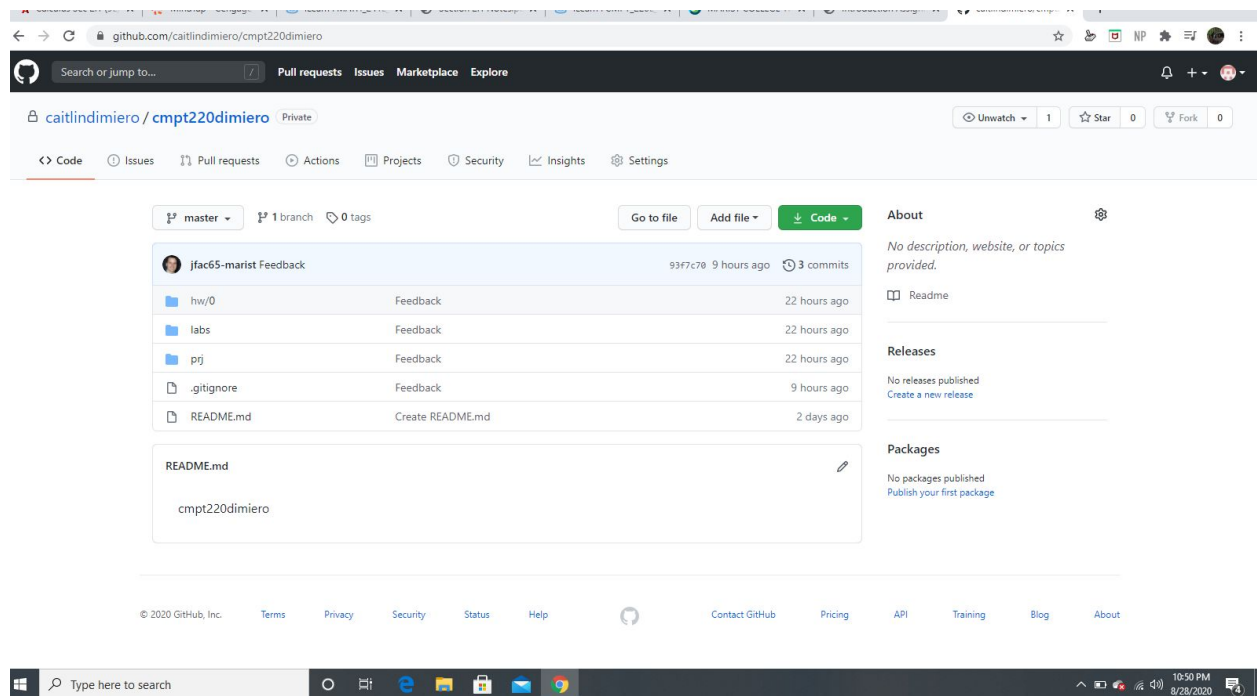 github.com/caitlindimiero/cmpt220dimiero
NP
Search or jump to... /
Pull requests Issues Marketplace Explore
caitlindimiero / cmpt220dimiero Private
Unwatch 1 Star 0 Fork 0
<> Code Issues Pull requests Actions Projects Security Insights Settings
master 1 branch 0 tags Go to file Add file Code
About
No description, website, or topics
provided.
Readme
jfac65-marist Feedback 93f7c70 9 hours ago 3 commits
hw/0 Feedback 22 hours ago
labs Feedback 22 hours ago
prj Feedback 22 hours ago
.gitignore Feedback 9 hours ago
README.md Create README.md 2 days ago
Releases
No releases published
Create a new release
README.md
cmpt220dimiero
Packages
No packages published
Publish your first package
© 2020 GitHub, Inc. Terms Privacy Security Status Help Contact GitHub Pricing API Training Blog About
Type here to search
10:50 PM
8/28/2020
4